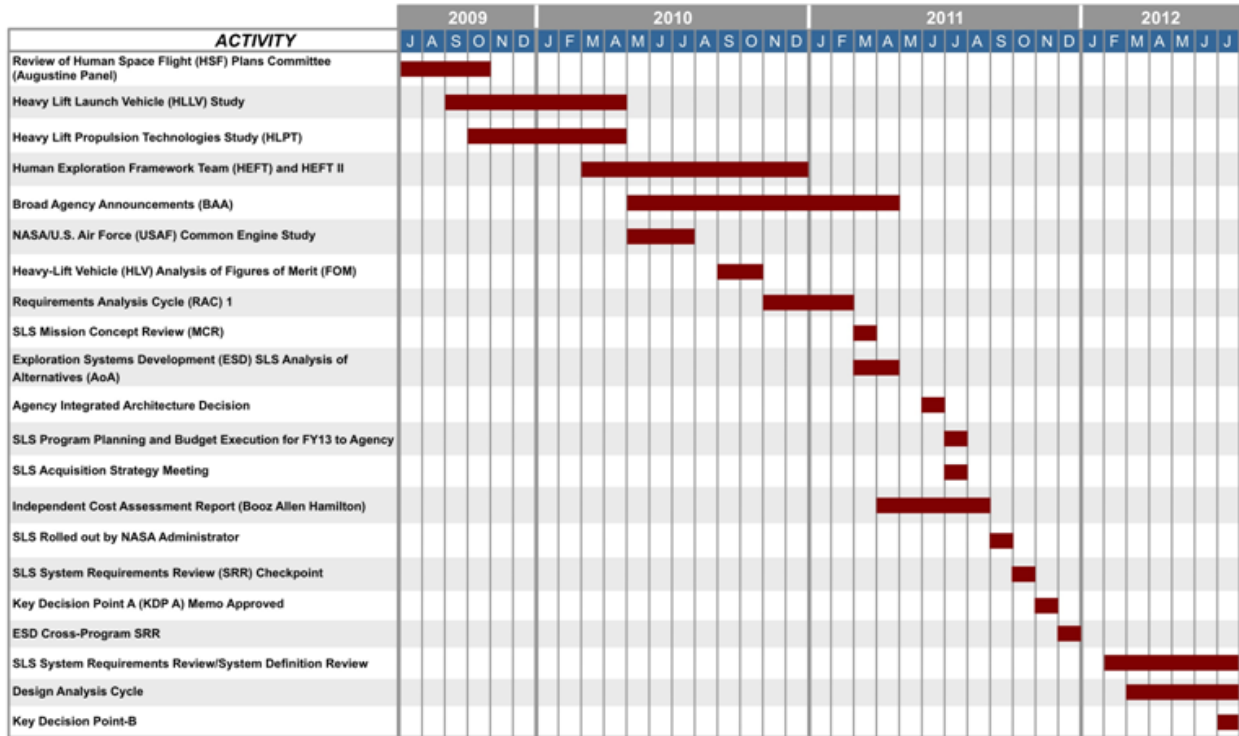 2009 2010 2011 2012
ACTIVITY J A S O N D J F M A M J J A S O N D J F M A M J J A S O N D J F M A M J J
Review of Human Space Flight (HSF) Plans Committee
(Augustine Panel)
Heavy Lift Launch Vehicle (HLLV) Study
Heavy Lift Propulsion Technologies Study (HLPT)
Human Exploration Framework Team (HEFT) and HEFT II
Broad Agency Announcements (BAA)
NASA/U.S. Air Force (USAF) Common Engine Study
Heavy-Lift Vehicle (HLV) Analysis of Figures of Merit (FOM)
Requirements Analysis Cycle (RAC) 1
SLS Mission Concept Review (MCR)
Exploration Systems Development (ESD) SLS Analysis of
Alternatives (AoA)
Agency Integrated Architecture Decision
SLS Program Planning and Budget Execution for FY13 to Agency
SLS Acquisition Strategy Meeting
Independent Cost Assessment Report (Booz Allen Hamilton)
SLS Rolled out by NASA Administrator
SLS System Requirements Review (SRR) Checkpoint
Key Decision Point A (KDP A) Memo Approved
ESD Cross-Program SRR
SLS System Requirements Review/System Definition Review
Design Analysis Cycle
Key Decision Point-B